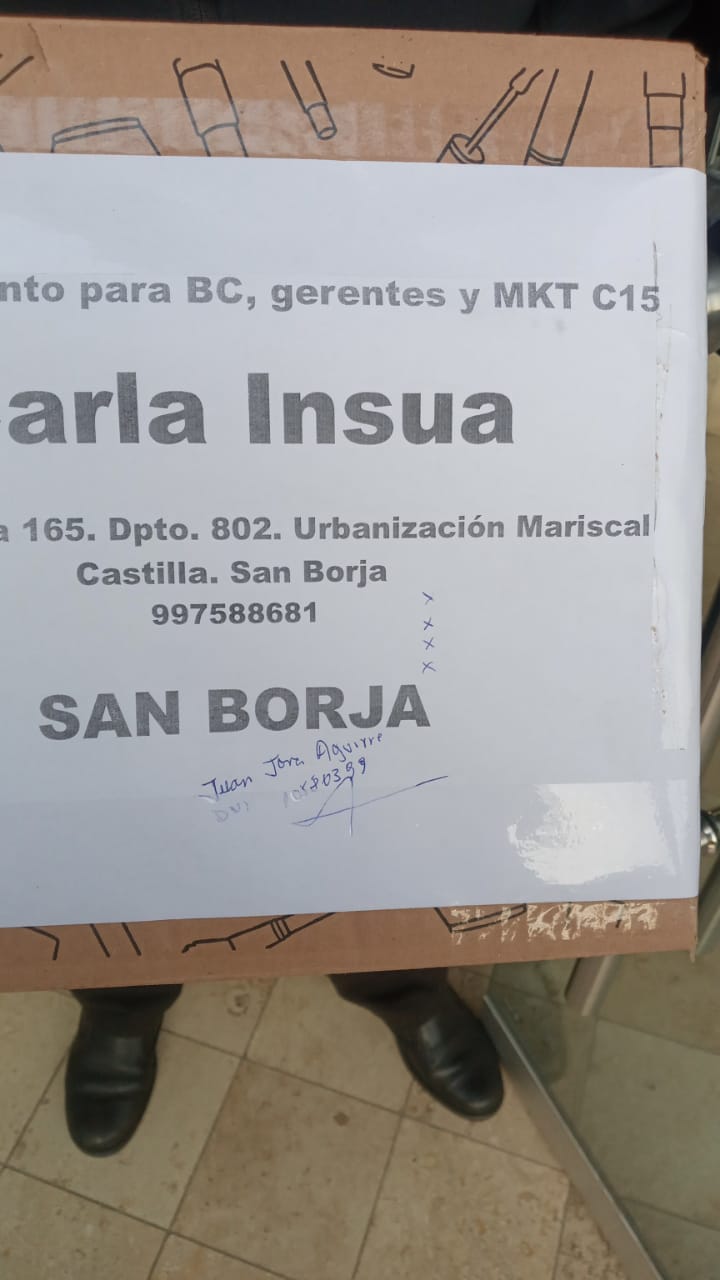 nto para BC, gerentes y MKT C15
arla Insua
a 165. Dpto. 802. Urbanización Mariscal
Castilla. San Borja
997588681
x
x
x
x
SAN BORJA
Juan Aguirre
DNI